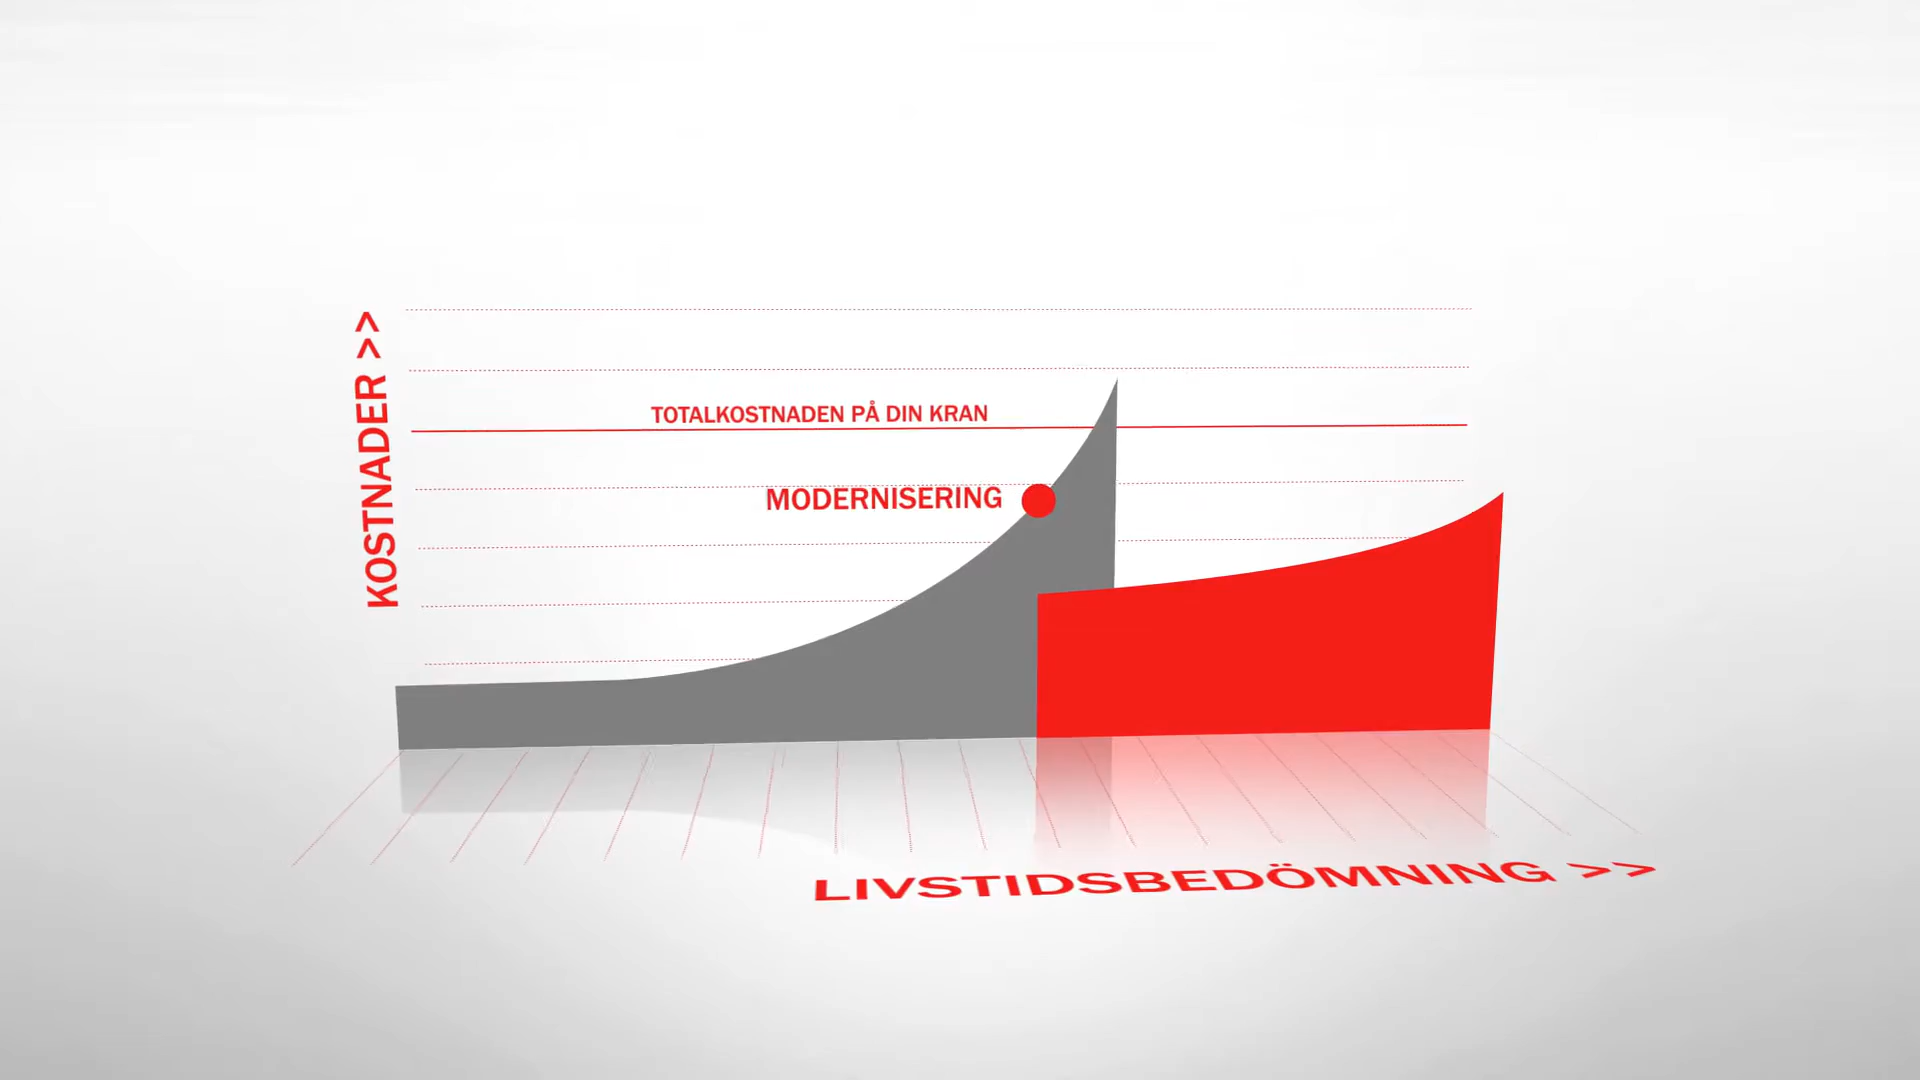 KOSTNADER >>
TOTALKOSTNADEN PÅ DIN KRAN
MODERNISERING
LIVSTIDSBEDÖMNING >>